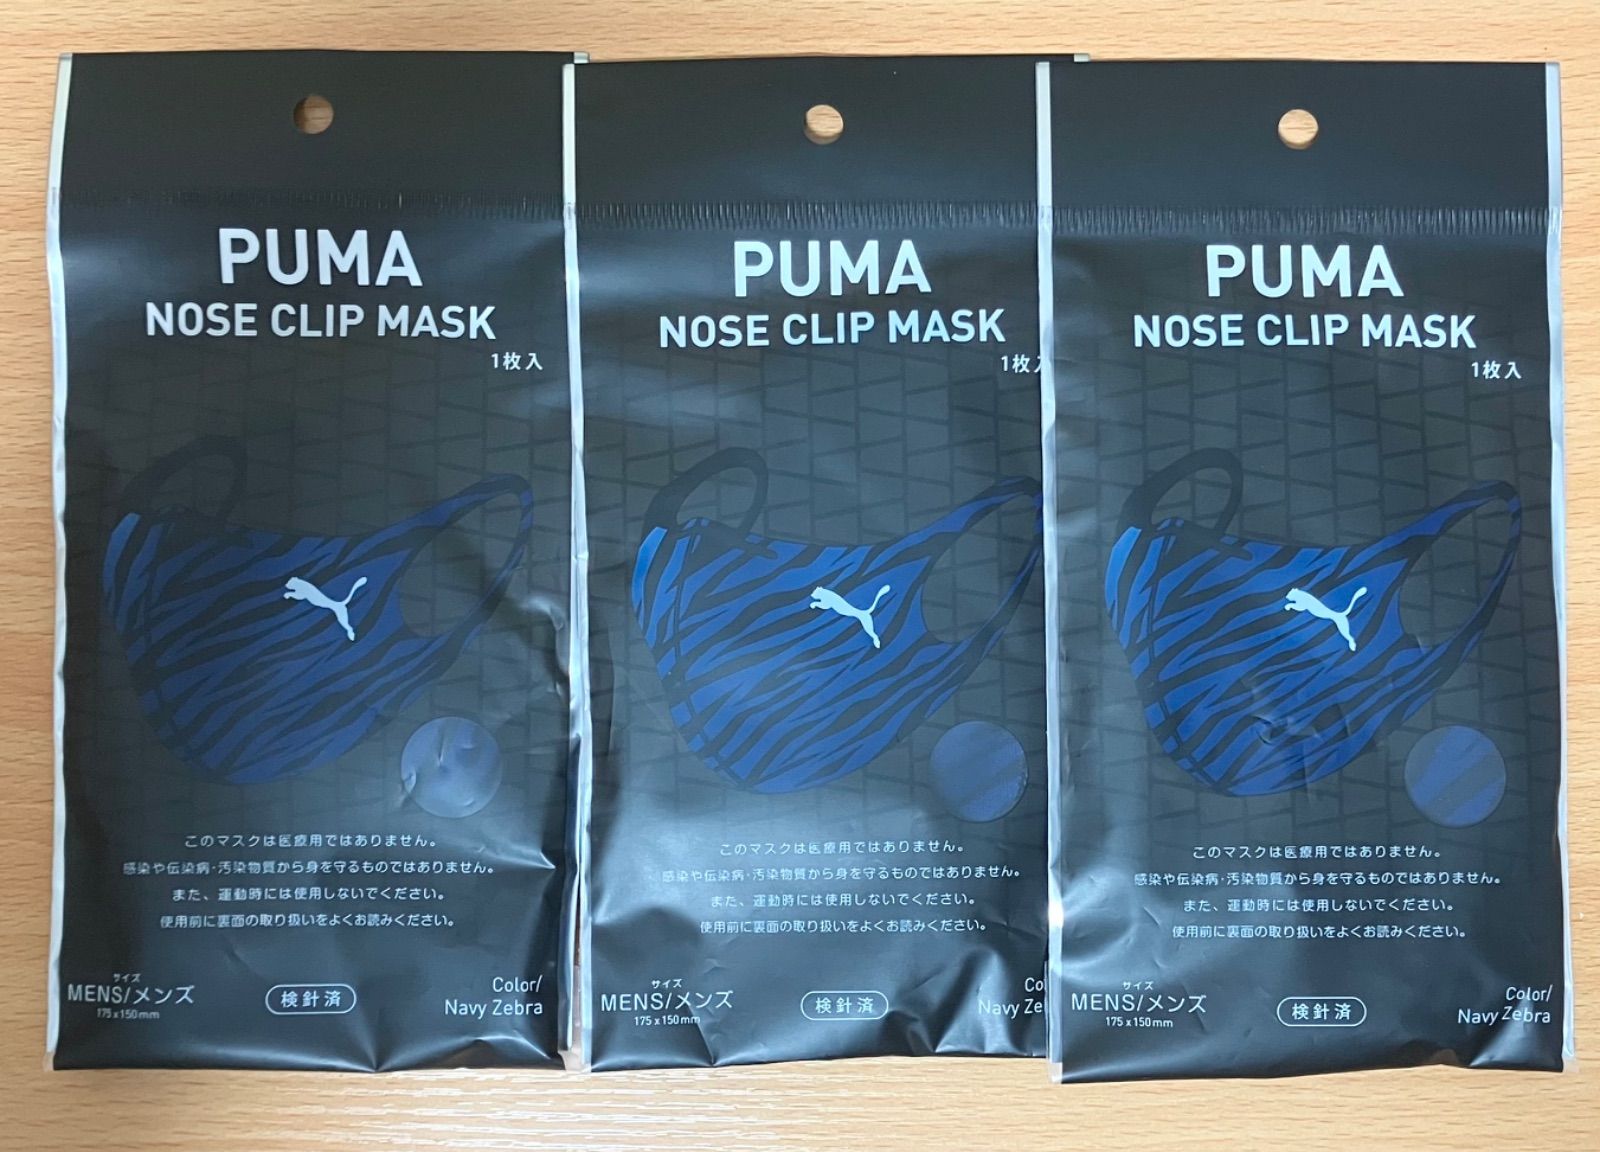 PUMA
NOSE CLIP MASK
1枚入
このマスクは医療用ではありません。
感染や伝染病・汚染物質から身を守るものではありません。
また、運動時には使用しないでください。
使用前に裏面の取り扱いをよくお読みください。
サイズ
MENS/メンズ
175 x 150mm
検針済
Color/
Navy Zebra
PUMA
NOSE CLIP MASK
1枚
このマスクは医療用ではありません。
感染や伝染病・汚染物質から身を守るものではありません。
また、運動時には使用しないでください。
使用前に裏面の取り扱いをよくお読みください。
サイズ
MENS/メンズ
175 x 150mm
検針済
Co
Navy Ze
PUMA
NOSE CLIP MASK
1枚入
このマスクは医療用ではありません。
感染や伝染病・汚染物質から身を守るものではありません。
また、運動時には使用しないでください。
使用前に裏面の取り扱いをよくお読みください。
サイズ
MENS/メンズ
175 x 150mm
検針済
Color/
Navy Zebra